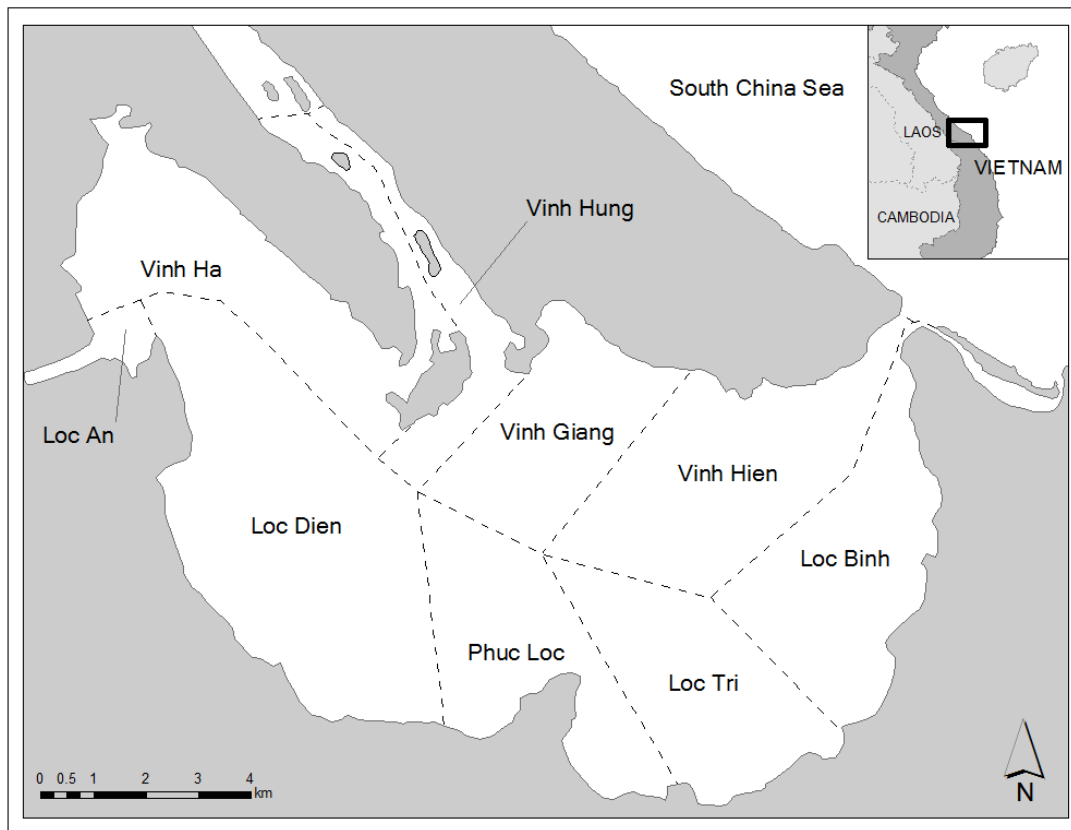 South China Sea
LAOS
VIETNAM
CAMBODIA
Vinh Hung
Vinh Ha
Loc An
Vinh Giang
Vinh Hien
Loc Dien
Loc Binh
Phuc Loc
Loc Tri
0 0.5 1 2 3 4
km
N